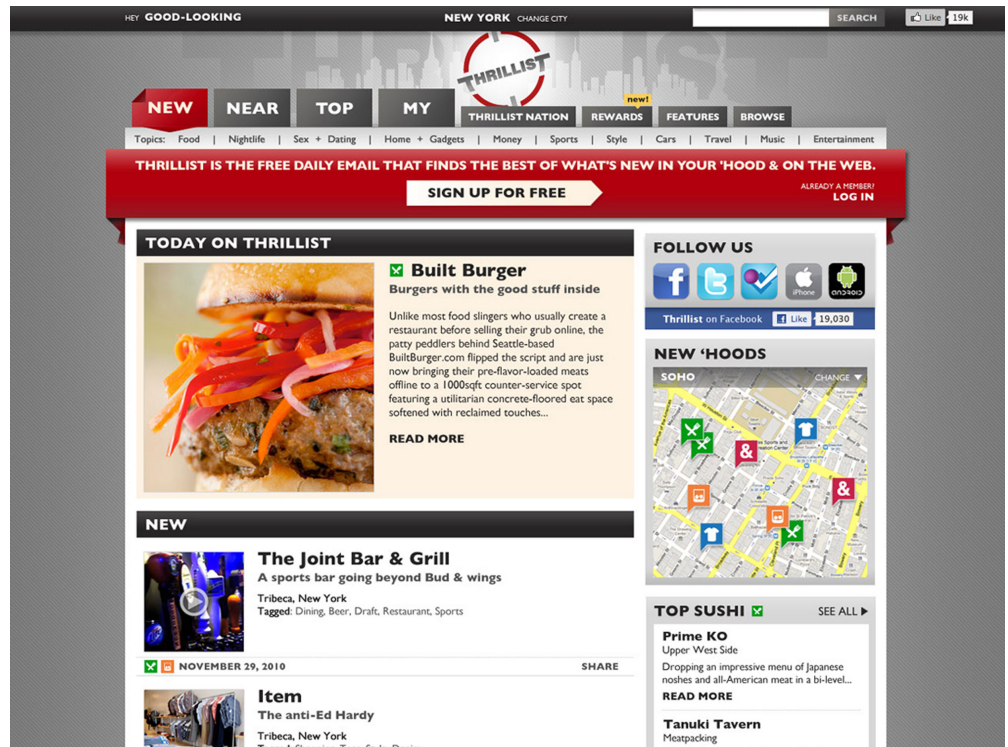 HEY GOOD-LOOKING
NEW YORK CHANGE CITY
SEARCH
Like 19k
THRILLIST
THRILLIST
NEW
NEAR
TOP
MY
THRILLIST NATION
new!
REWARDS
FEATURES
BROWSE
Topics: Food | Nightlife | Sex + Dating | Home + Gadgets | Money | Sports | Style | Cars | Travel | Music | Entertainment
THRILLIST IS THE FREE DAILY EMAIL THAT FINDS THE BEST OF WHAT'S NEW IN YOUR 'HOOD & ON THE WEB.
SIGN UP FOR FREE
ALREADY A MEMBER?
LOG IN
TODAY ON THRILLIST
Built Burger
Burgers with the good stuff inside
Unlike most food slingers who usually create a
restaurant before selling their grub online, the
patty peddlers behind Seattle-based
BuiltBurger.com flipped the script and are just
now bringing their pre-flavor-loaded meats
offline to a 1000sqft counter-service spot
featuring a utilitarian concrete-floored eat space
softened with reclaimed touches...
READ MORE
NEW
The Joint Bar & Grill
A sports bar going beyond Bud & wings
Tribeca, New York
Tagged: Dining, Beer, Draft, Restaurant, Sports
NOVEMBER 29, 2010
SHARE
Item
The anti-Ed Hardy
Tribeca, New York
FOLLOW US
iPhone
android
Thrillist on Facebook
Like 19,030
NEW 'HOODS
SOHO
CHANGE
&
&
TOP SUSHI
SEE ALL
Prime KO
Upper West Side
Dropping an impressive menu of Japanese
noshes and all-American meat in a bi-level...
READ MORE
Tanuki Tavern
Meatpacking